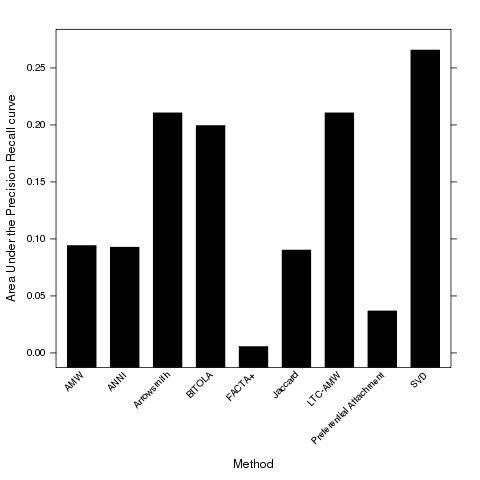 Area Under the Precision Recall curve
0.25
0.20
0.15
0.10
0.05
0.00
AMW
ANNI
Arrowsmith
BITOLA
FACTA+
Jaccard
LTC-AMW
Preferential Attachment
SVD
Method